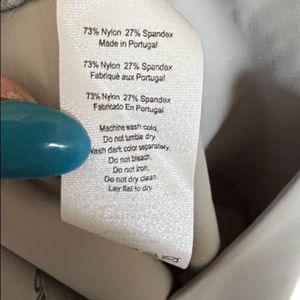 73% Nylon 27% Spandex
Made in Portugal
73% Nylon 27% Spandex
Fabriqué aux Portugal
73% Nylon 27% Spandex
Fabricato En Portugal
Machine wash cold,
Do not tumble dry
Wash dark color separately,
Do not bleach,
Do not iron,
Do not dry clean
Lay flat to dry